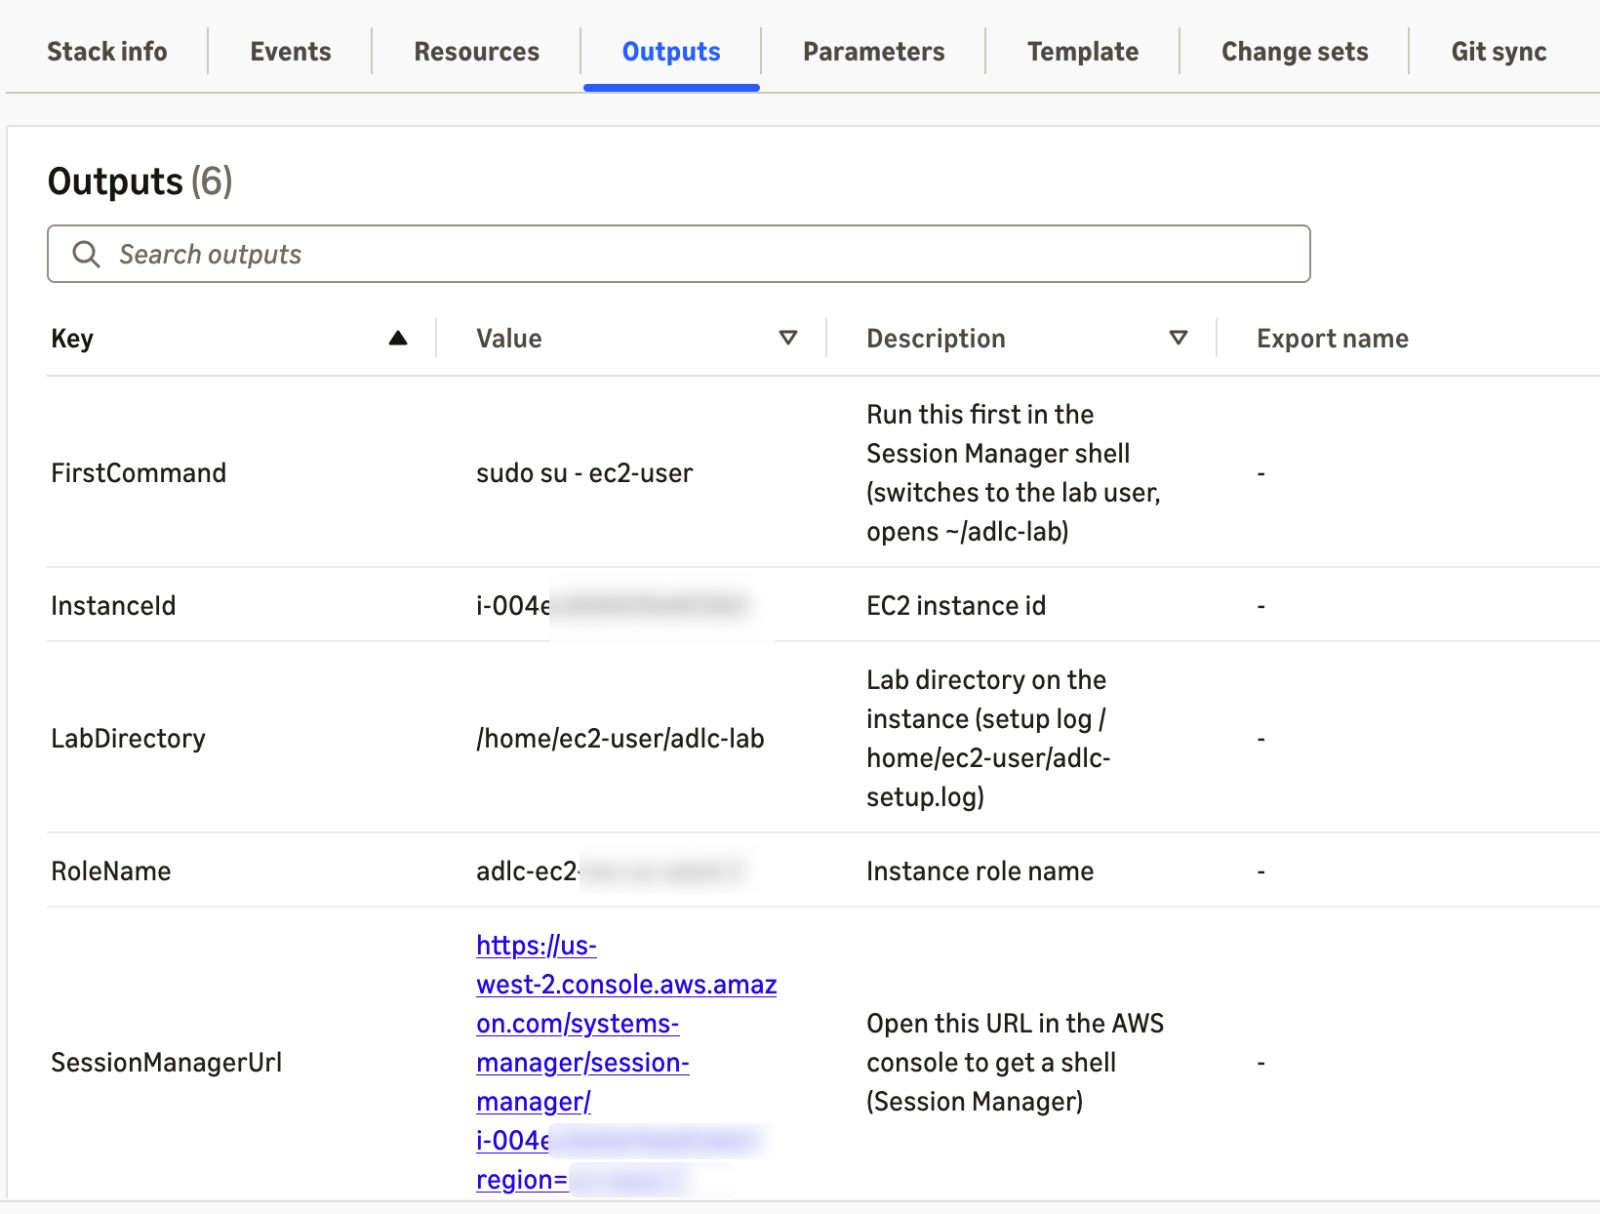 Stack info
Events
Resources
Outputs
Parameters
Template
Change sets
Git sync
Outputs (6)
Search outputs
Key
Value
Description
Export name
FirstCommand
sudo su - ec2-user
Run this first in the
Session Manager shell
(switches to the lab user,
opens ~/adlc-lab)
-
InstanceId
i-004e
EC2 instance id
-
LabDirectory
/home/ec2-user/adlc-lab
Lab directory on the
instance (setup log /
home/ec2-user/adlc-
setup.log)
-
RoleName
adlc-ec2-
Instance role name
-
SessionManagerUrl
https://us-
west-2.console.aws.amaz
on.com/systems-
manager/session-
manager/
i-004e
region=
Open this URL in the AWS
console to get a shell
(Session Manager)
-